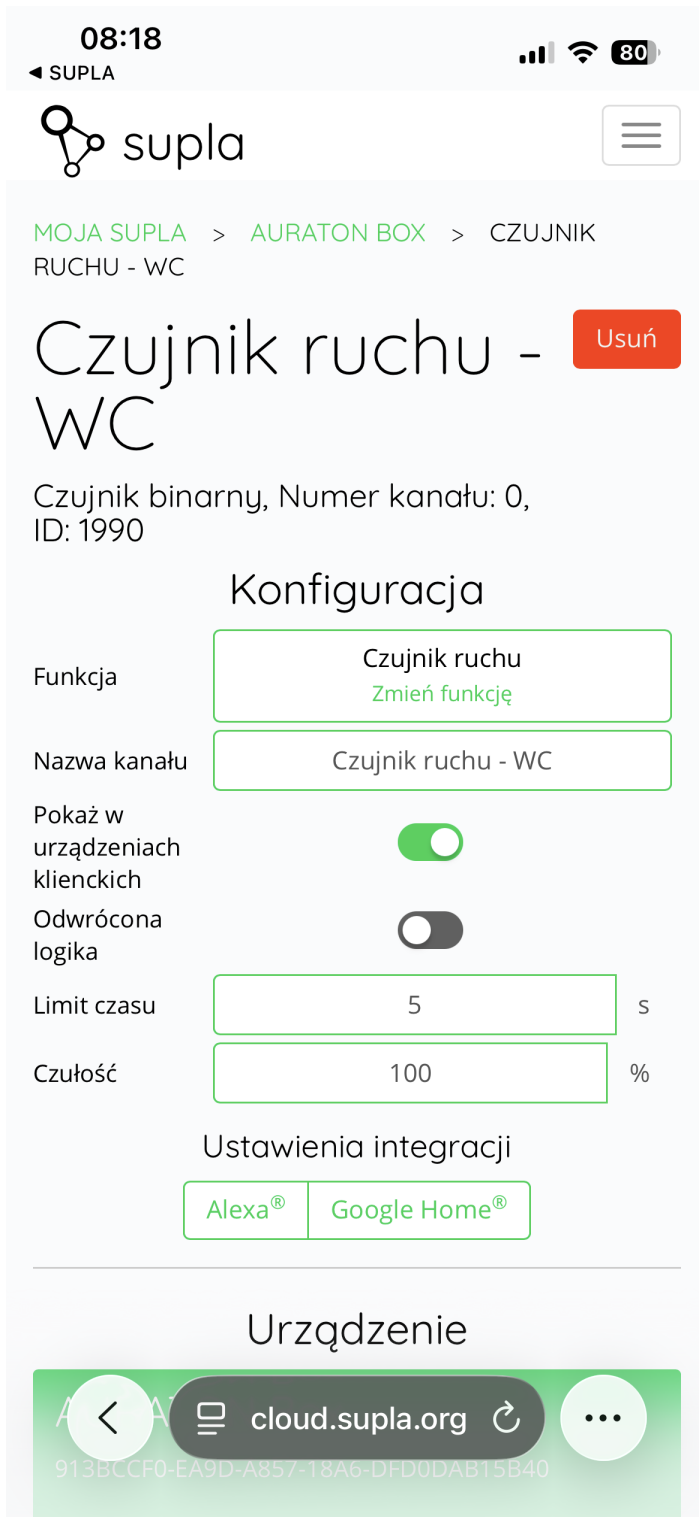 08:18
80
◀ SUPLA
supla
MOJA SUPLA > AURATON BOX > CZUJNIK
RUCHU - WC
Czujnik ruchu -
WC
Usuń
Czujnik binarny, Numer kanału: 0,
ID: 1990
Konfiguracja
Funkcja
Czujnik ruchu
Zmień funkcję
Nazwa kanału
Czujnik ruchu - WC
Pokaż w
urządzeniach
klienckich
Odwrócona
logika
Limit czasu
5
s
Czułość
100
%
Ustawienia integracji
Alexa®
Google Home®
Urządzenie
cloud.supla.org
913BCCF0-EA9D-A857-18A6-DFD0DAB15B40